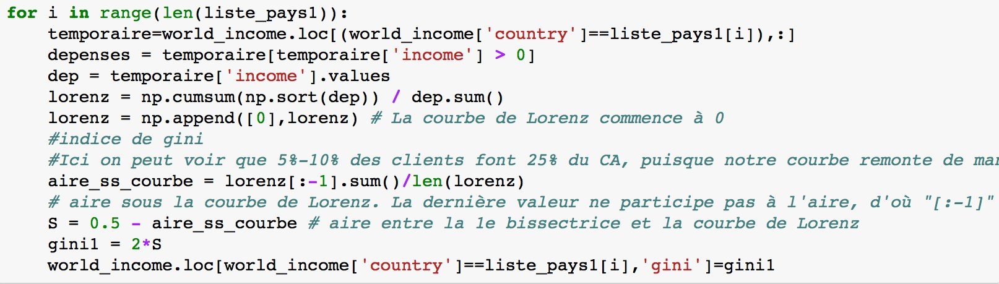 for i in range(len(liste_pays1)):
    temporaire=world_income.loc[(world_income['country']==liste_pays1[i]),:]
    depenses = temporaire[temporaire['income'] > 0]
    dep = temporaire['income'].values
    lorenz = np.cumsum(np.sort(dep)) / dep.sum()
    lorenz = np.append([0],lorenz) # La courbe de Lorenz commence à 0
    #indice de gini
    #Ici on peut voir que 5%-10% des clients font 25% du CA, puisque notre courbe remonte de
    aire_ss_courbe = lorenz[:-1].sum()/len(lorenz)
    # aire sous la courbe de Lorenz. La dernière valeur ne participe pas à l'aire, d'où "[:-1]"
    S = 0.5 - aire_ss_courbe # aire entre la 1e bissectrice et la courbe de Lorenz
    gini1 = 2*S
    world_income.loc[world_income['country']==liste_pays1[i],'gini']=gini1